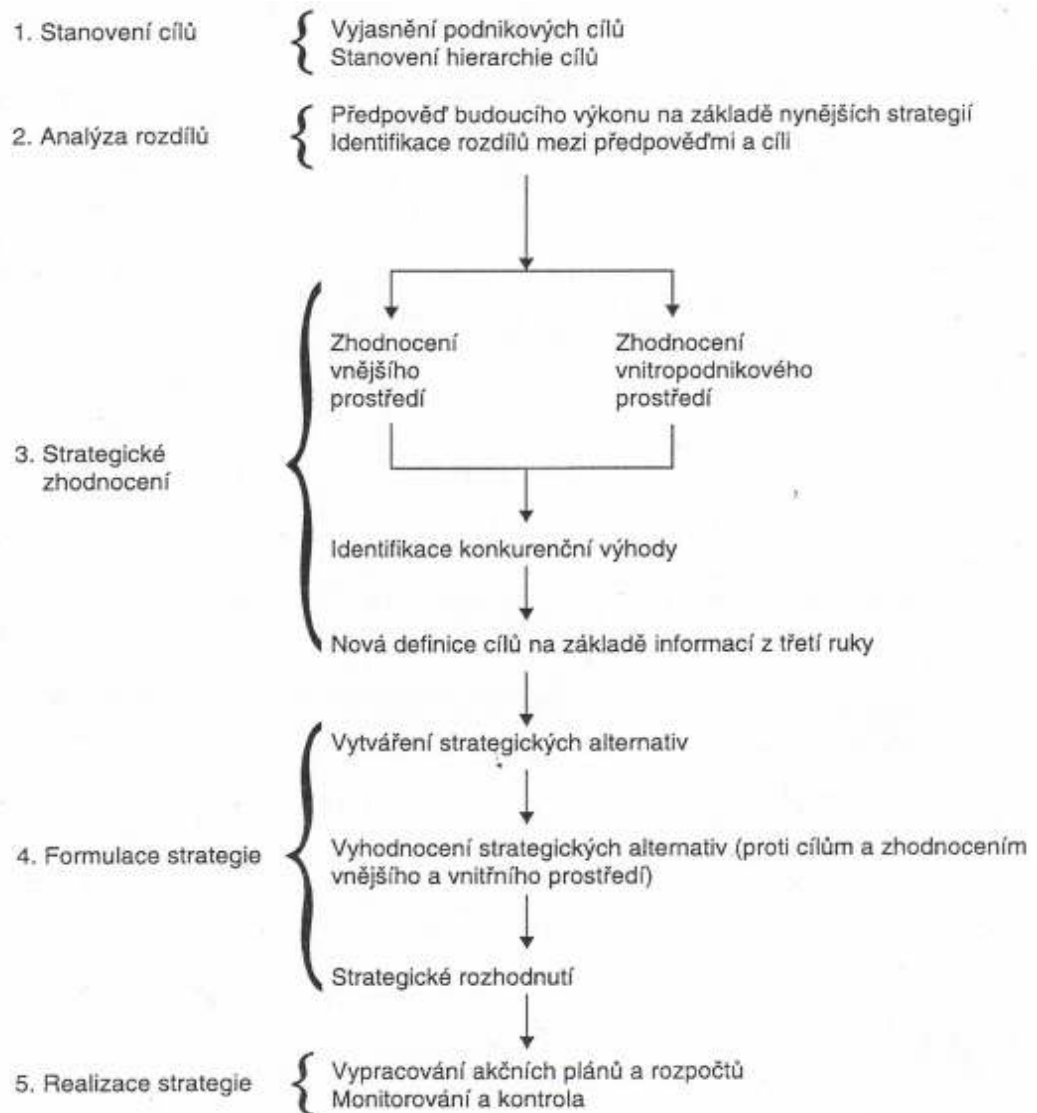 1. Stanovení cílů
Vyjasnění podnikových cílů
Stanovení hierarchie cílů
2. Analýza rozdílů
Předpověď budoucího výkonu na základě nynějších strategií
Identifikace rozdílů mezi předpověďmi a cíli
3. Strategické
zhodnocení
Zhodnocení
vnějšího
prostředí
Zhodnocení
vnitropodnikového
prostředí
Identifikace konkurenční výhody
Nová definice cílů na základě informací z třetí ruky
4. Formulace strategie
Vytváření strategických alternativ
Vyhodnocení strategických alternativ (proti cílům a zhodnocením
vnějšího a vnitřního prostředí)
Strategické rozhodnutí
5. Realizace strategie
Vypracování akčních plánů a rozpočtů
Monitorování a kontrola